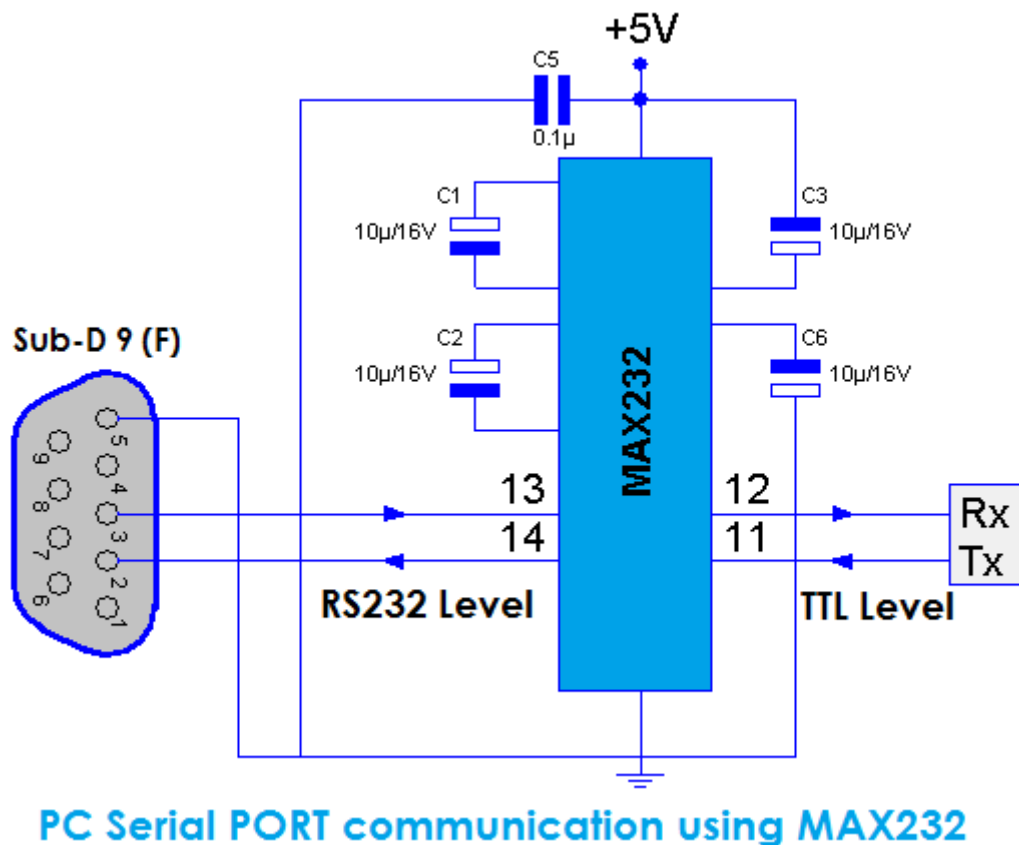 +5V
C5
0.1µ
C1
10µ/16V
C3
10µ/16V
Sub-D 9 (F)
C2
10µ/16V
C6
10µ/16V
MAX232
5
9
4
8
3
7
2
6
1
13
12
Rx
14
11
Tx
RS232 Level
TTL Level
PC Serial PORT communication using MAX232